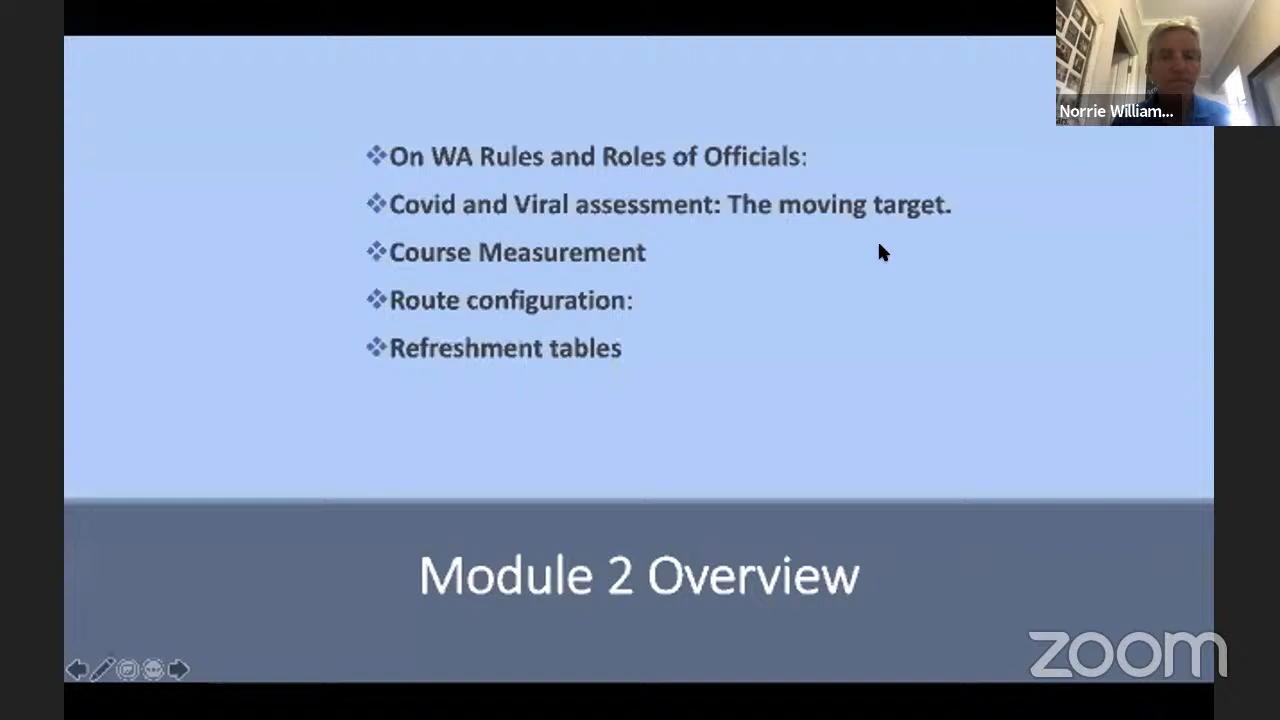 Norrie William...
On WA Rules and Roles of Officials:
Covid and Viral assessment: The moving target.
Course Measurement
Route configuration:
Refreshment tables
Module 2 Overview
zoom